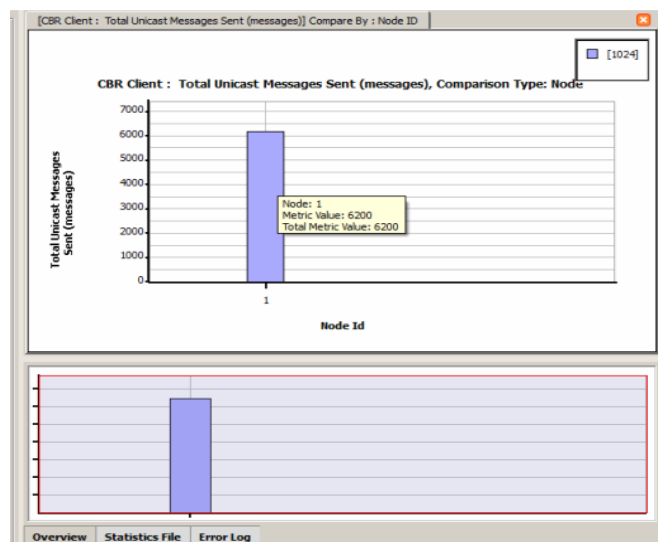 [CBR Client : Total Unicast Messages Sent (messages)] Compare By : Node ID
[1024]
CBR Client : Total Unicast Messages Sent (messages), Comparison Type: Node
7000
6000
5000
4000
3000
2000
1000
0
Total Unicast Messages
Sent (messages)
Node: 1
Metric Value: 6200
Total Metric Value: 6200
1
Node Id
Overview
Statistics File
Error Log